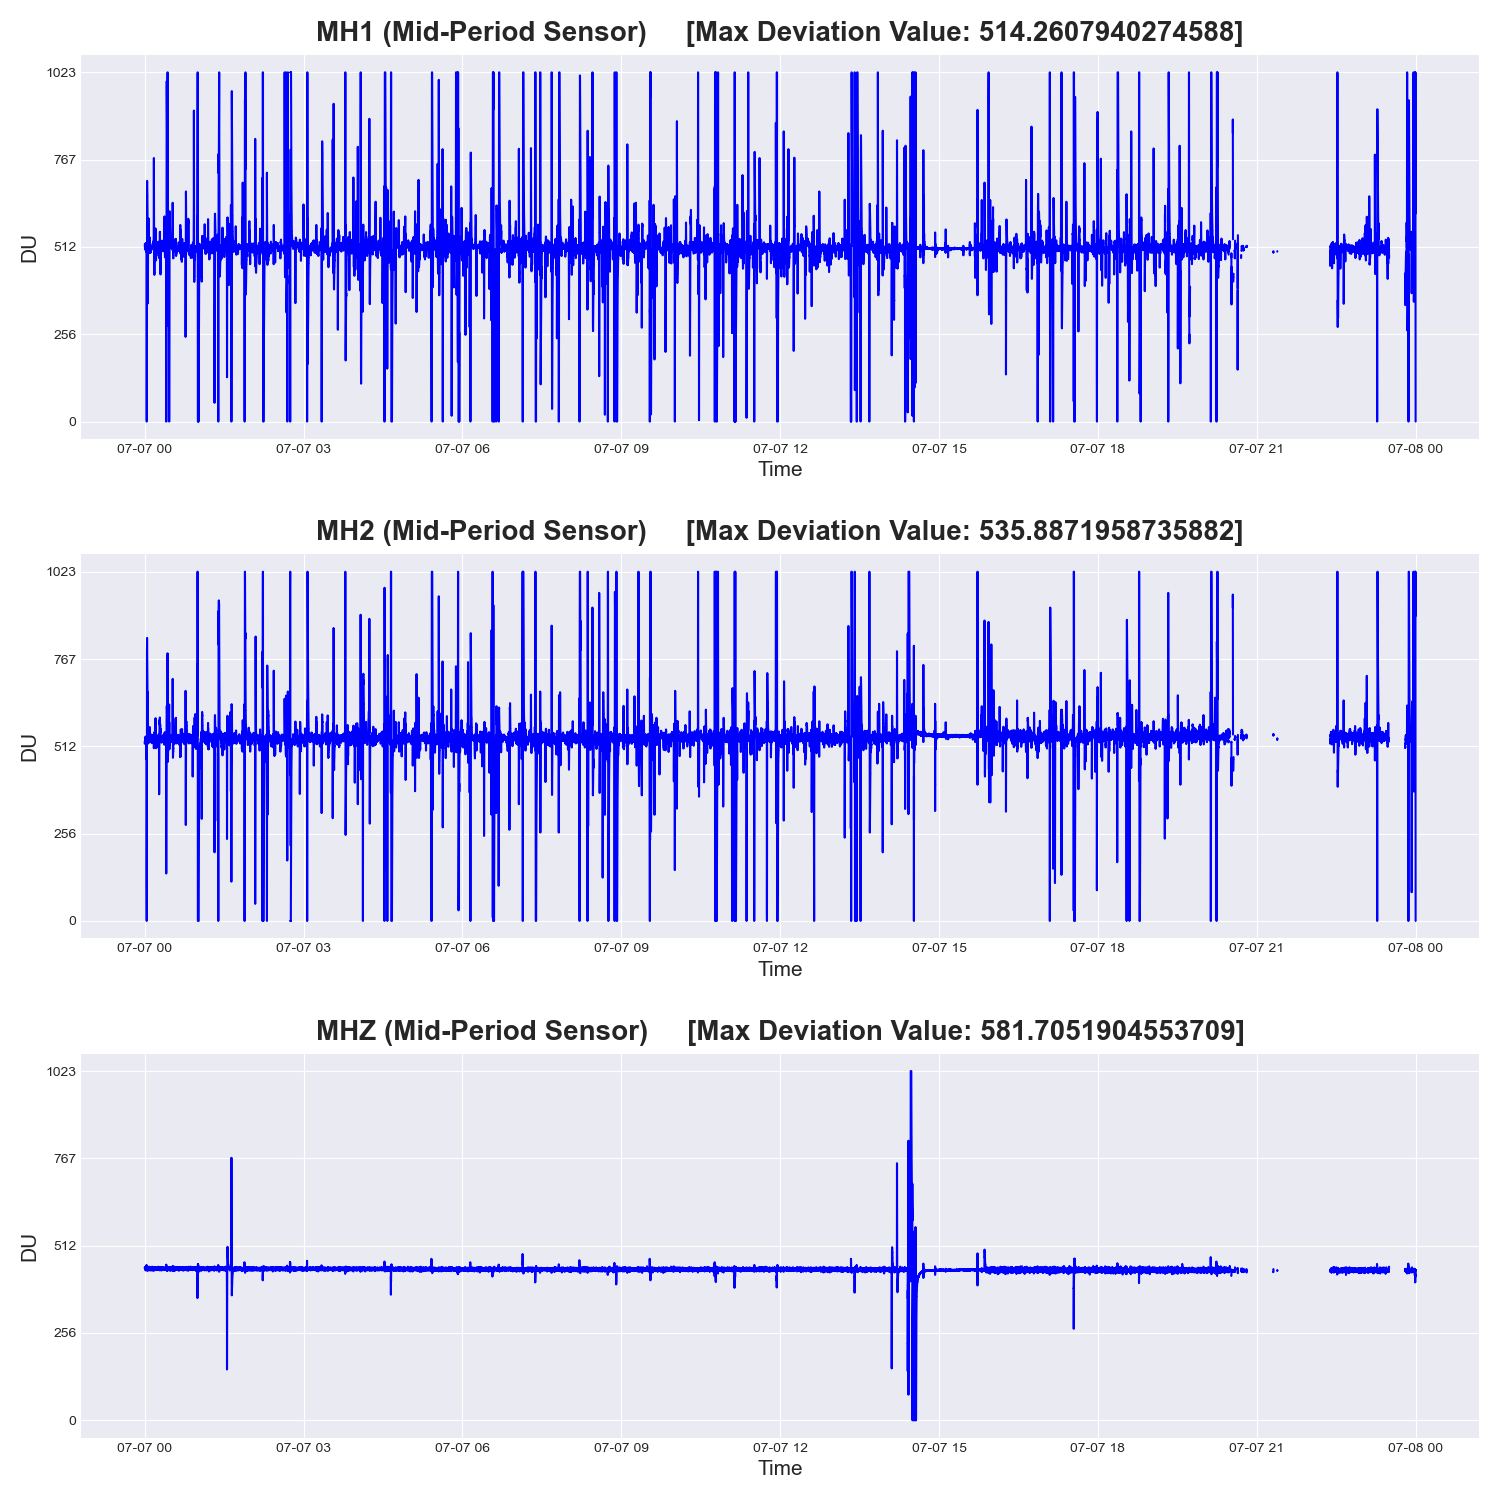 MH1 (Mid-Period Sensor) [Max Deviation Value: 514.2607940274588]
1023
767
512
256
0
DU
07-07 00 07-07 03 07-07 06 07-07 09 07-07 12 07-07 15 07-07 18 07-07 21 07-08 00
Time
MH2 (Mid-Period Sensor) [Max Deviation Value: 535.8871958735882]
1023
767
512
256
0
DU
07-07 00 07-07 03 07-07 06 07-07 09 07-07 12 07-07 15 07-07 18 07-07 21 07-08 00
Time
MHZ (Mid-Period Sensor) [Max Deviation Value: 581.7051904553709]
1023
767
512
256
0
DU
07-07 00 07-07 03 07-07 06 07-07 09 07-07 12 07-07 15 07-07 18 07-07 21 07-08 00
Time